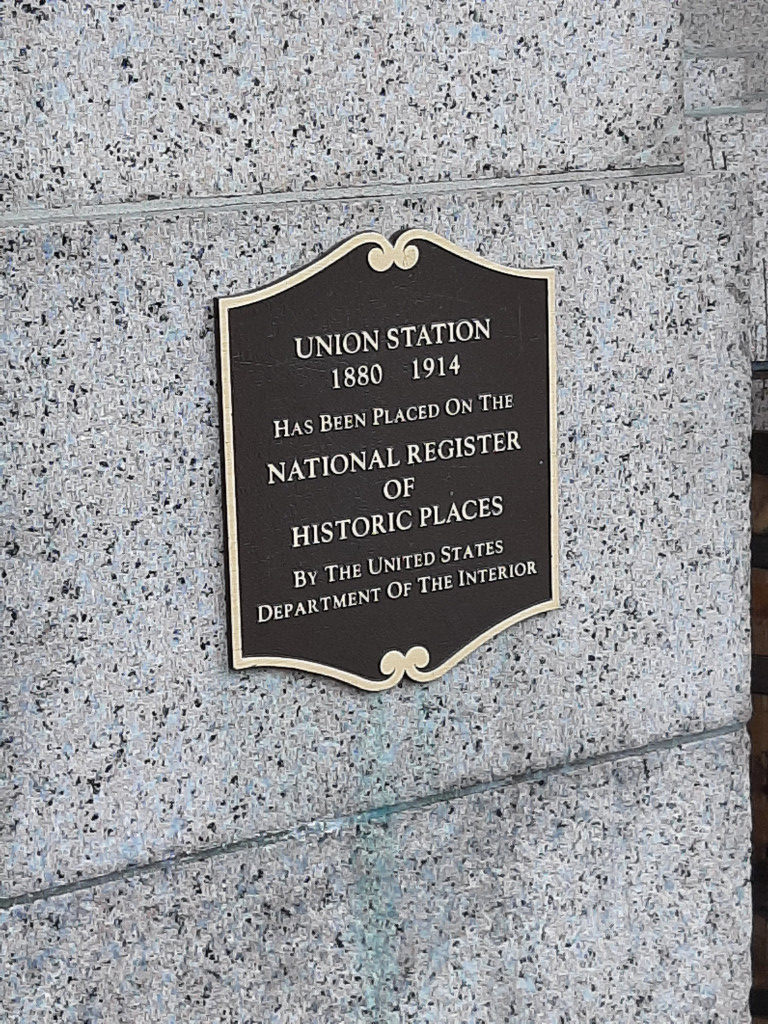 UNION STATION
1880 1914
HAS BEEN PLACED ON THE
NATIONAL REGISTER
OF
HISTORIC PLACES
BY THE UNITED STATES
DEPARTMENT OF THE INTERIOR